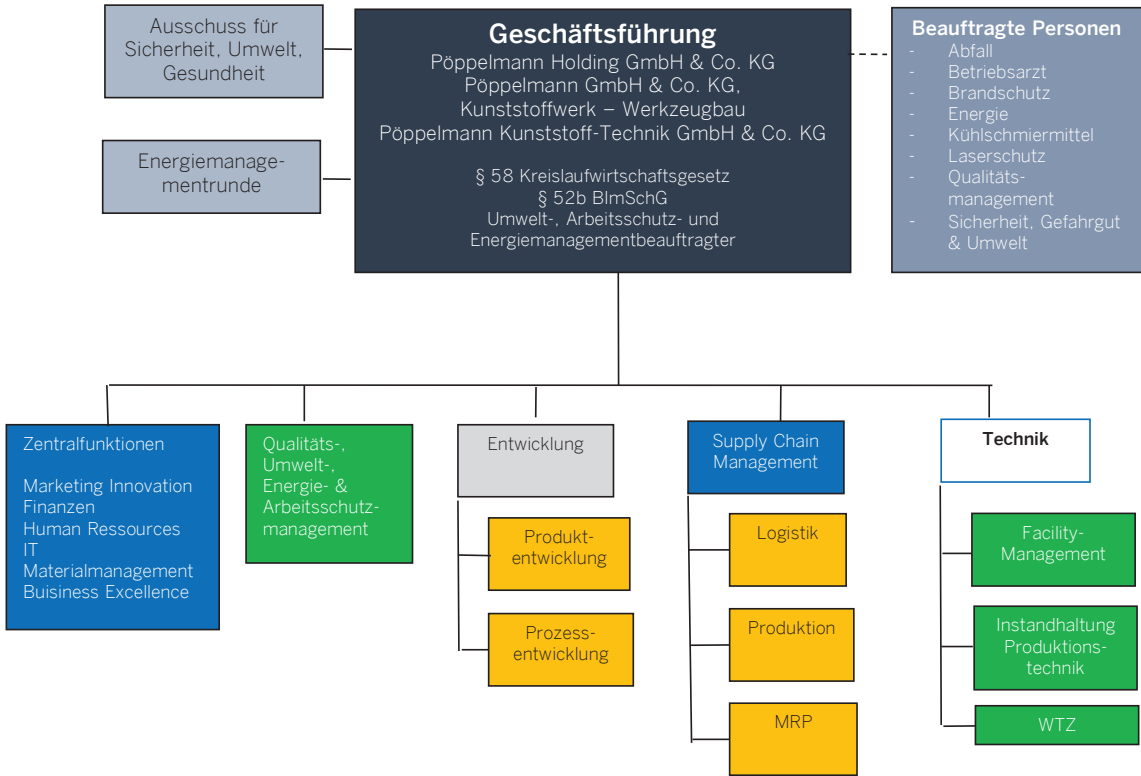 Ausschuss für
Sicherheit, Umwelt,
Gesundheit
Energiemanage-
mentrunde
Geschäftsführung
Pöppelmann Holding GmbH & Co. KG
Pöppelmann GmbH & Co. KG,
Kunststoffwerk – Werkzeugbau
Pöppelmann Kunststoff-Technik GmbH & Co. KG
§ 58 Kreislaufwirtschaftsgesetz
§ 52b BImSchG
Umwelt-, Arbeitsschutz- und
Energiemanagementbeauftragter
Beauftragte Personen
- Abfall
- Betriebsarzt
- Brandschutz
- Energie
- Kühlschmiermittel
- Laserschutz
- Qualitäts-
management
- Sicherheit, Gefahrgut
& Umwelt
Zentralfunktionen
Marketing Innovation
Finanzen
Human Ressources
IT
Materialmanagement
Buisiness Excellence
Qualitäts-,
Umwelt-,
Energie- &
Arbeitsschutz-
management
Entwicklung
Produkt-
entwicklung
Prozess-
entwicklung
Supply Chain
Management
Logistik
Produktion
MRP
Technik
Facility-
Management
Instandhaltung
Produktions-
technik
WTZ